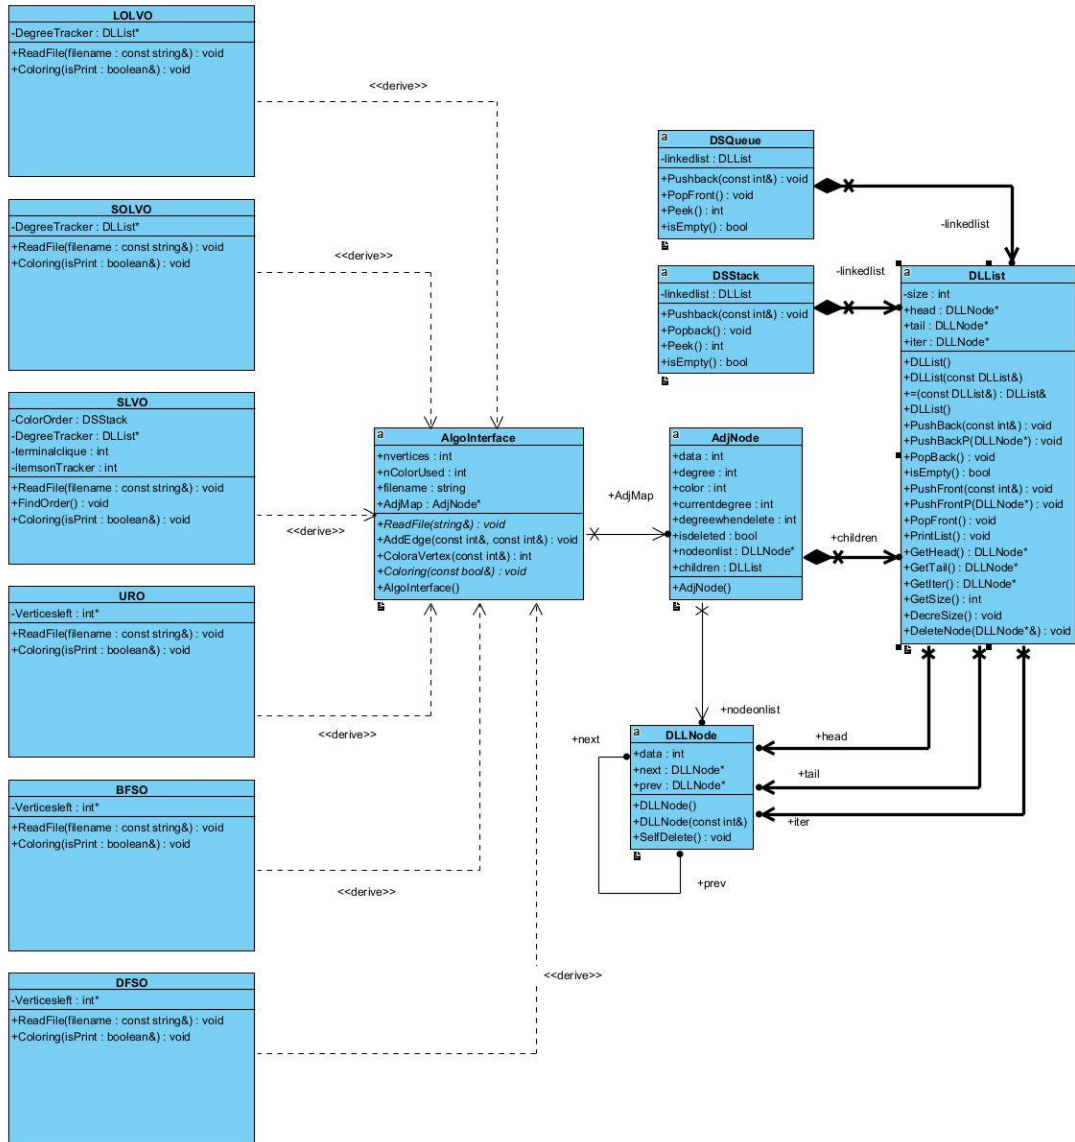 LOLVO
-DegreeTracker : DLList*
+ReadFile(filename : const string&) : void
+Coloring(isPrint : boolean&) : void
<<derive>>
SOLVO
-DegreeTracker : DLList*
+ReadFile(filename : const string&) : void
+Coloring(isPrint : boolean&) : void
<<derive>>
SLVO
-ColorOrder : DSStack
-DegreeTracker : DLList*
-terminalclique : int
-itemsonTracker : int
+ReadFile(filename : const string&) : void
+FindOrder() : void
+Coloring(isPrint : boolean&) : void
<<derive>>
URO
-Verticesleft : int*
+ReadFile(filename : const string&) : void
+Coloring(isPrint : boolean&) : void
<<derive>>
BFSO
-Verticesleft : int*
+ReadFile(filename : const string&) : void
+Coloring(isPrint : boolean&) : void
<<derive>>
DFSO
-Verticesleft : int*
+ReadFile(filename : const string&) : void
+Coloring(isPrint : boolean&) : void
<<derive>>
a
AlgoInterface
+nvertices : int
+nColorUsed : int
+filename : string
+AdjMap : AdjNode*
+ReadFile(string&) : void
+AddEdge(const int&, const int&) : void
+ColoraVertex(const int&) : int
+Coloring(const bool&) : void
+AlgoInterface()
+AdjMap
a
DSQueue
-linkedlist : DLList
+Pushback(const int&) : void
+PopFront() : void
+Peek() : int
+isEmpty() : bool
-linkedlist
a
DSStack
-linkedlist : DLList
+Pushback(const int&) : void
+Popback() : void
+Peek() : int
+isEmpty() : bool
-linkedlist
a
AdjNode
+data : int
+degree : int
+color : int
+currentdegree : int
+degreewhendelete : int
+isdeleted : bool
+nodeonlist : DLLNode*
+children : DLList
+AdjNode()
+children
+nodeonlist
a
DLList
-size : int
+head : DLLNode*
+tail : DLLNode*
+iter : DLLNode*
+DLList()
+DLList(const DLList&)
+=(const DLList&) : DLList&
+DLList()
+PushBack(const int&) : void
+PushBackP(DLLNode*) : void
+PopBack() : void
+isEmpty() : bool
+PushFront(const int&) : void
+PushFrontP(DLLNode*) : void
+PopFront() : void
+PrintList() : void
+GetHead() : DLLNode*
+GetTail() : DLLNode*
+GetIter() : DLLNode*
+GetSize() : int
+DecreSize() : void
+DeleteNode(DLLNode*&) : void
+head
+tail
+iter
+next
a
DLLNode
+data : int
+next : DLLNode*
+prev : DLLNode*
+DLLNode()
+DLLNode(const int&)
+SelfDelete() : void
+prev